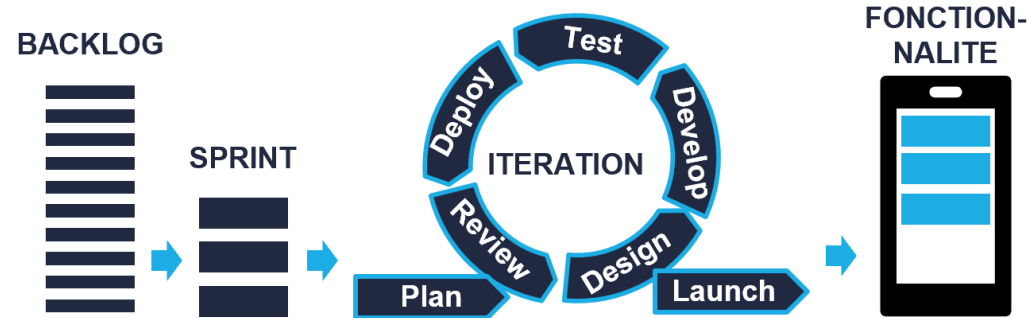 BACKLOG
SPRINT
ITERATION
Plan
Design
Develop
Test
Deploy
Review
Launch
FONCTION-
NALITE